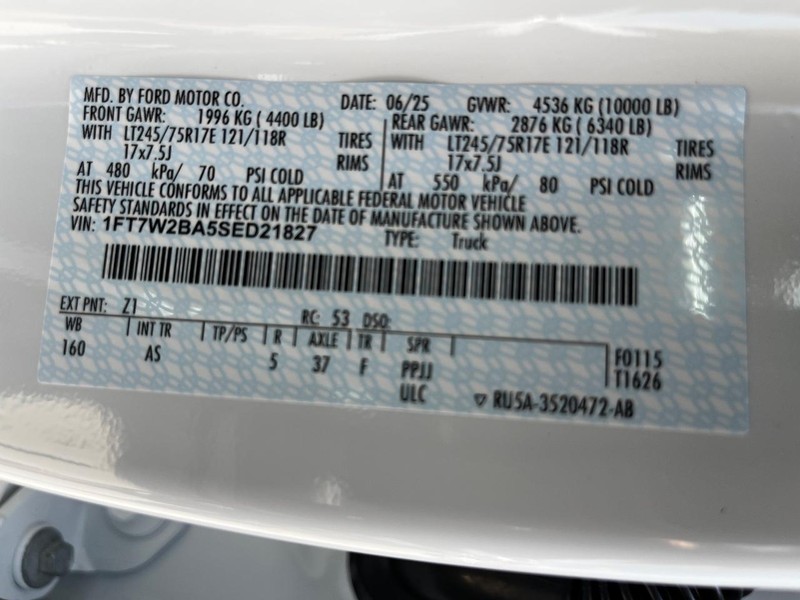 MFD. BY FORD MOTOR CO. DATE: 06/25 GVWR: 4536 KG (10000 LB)
FRONT GAWR: 1996 KG ( 4400 LB) REAR GAWR: 2876 KG ( 6340 LB)
WITH LT245/75R17E 121/118R TIRES WITH LT245/75R17E 121/118R TIRES
17x7.5J RIMS 17x7.5J RIMS
AT 480 kPa/ 70 PSI COLD AT 550 kPa/ 80 PSI COLD
THIS VEHICLE CONFORMS TO ALL APPLICABLE FEDERAL MOTOR VEHICLE
SAFETY STANDARDS IN EFFECT ON THE DATE OF MANUFACTURE SHOWN ABOVE.
VIN: 1FT7W2BA5SED21827 TYPE: Truck
EXT PNT: Z1 RC: 53 DSO:
WB INT TR TP/PS R AXLE TR SPR F0115
160 AS 5 37 F PPJJ T1626
ULC ▽ RU5A-3520472-AB